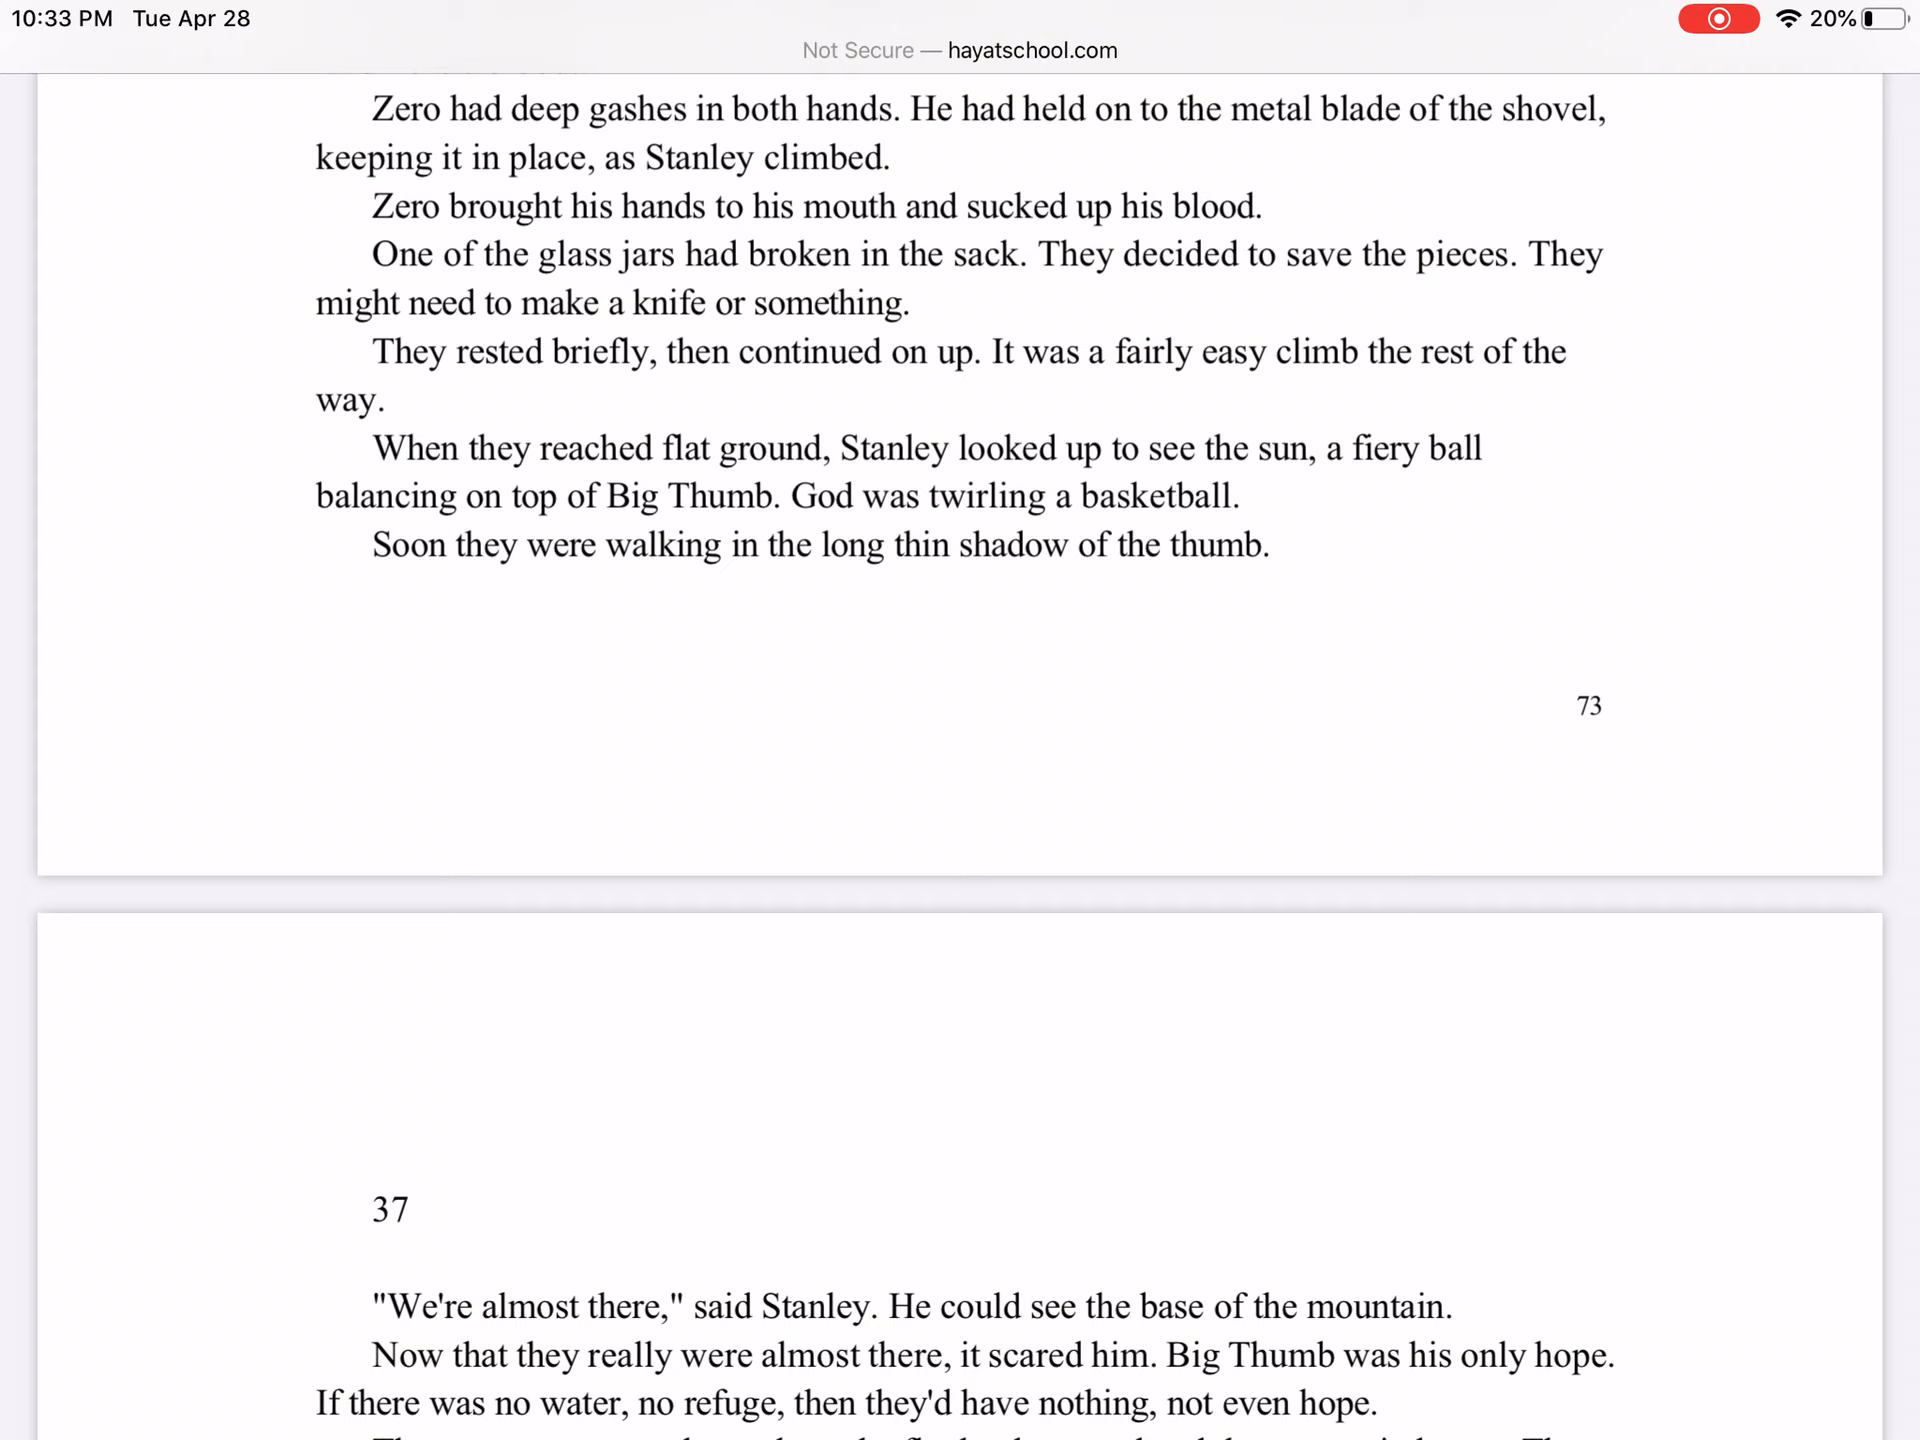 10:33 PM Tue Apr 28
20%
Not Secure — hayatschool.com
Zero had deep gashes in both hands. He had held on to the metal blade of the shovel,
keeping it in place, as Stanley climbed.
Zero brought his hands to his mouth and sucked up his blood.
One of the glass jars had broken in the sack. They decided to save the pieces. They
might need to make a knife or something.
They rested briefly, then continued on up. It was a fairly easy climb the rest of the
way.
When they reached flat ground, Stanley looked up to see the sun, a fiery ball
balancing on top of Big Thumb. God was twirling a basketball.
Soon they were walking in the long thin shadow of the thumb.
73
37
"We're almost there," said Stanley. He could see the base of the mountain.
Now that they really were almost there, it scared him. Big Thumb was his only hope.
If there was no water, no refuge, then they'd have nothing, not even hope.